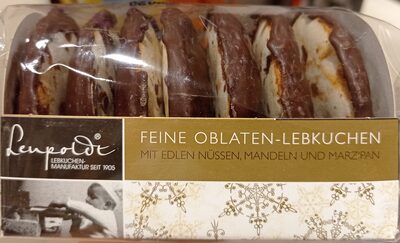 Leupoldt®
LEBKUCHEN-
MANUFAKTUR SEIT 1905
FEINE OBLATEN-LEBKUCHEN
MIT EDLEN NÜSSEN, MANDELN UND MARZIPAN